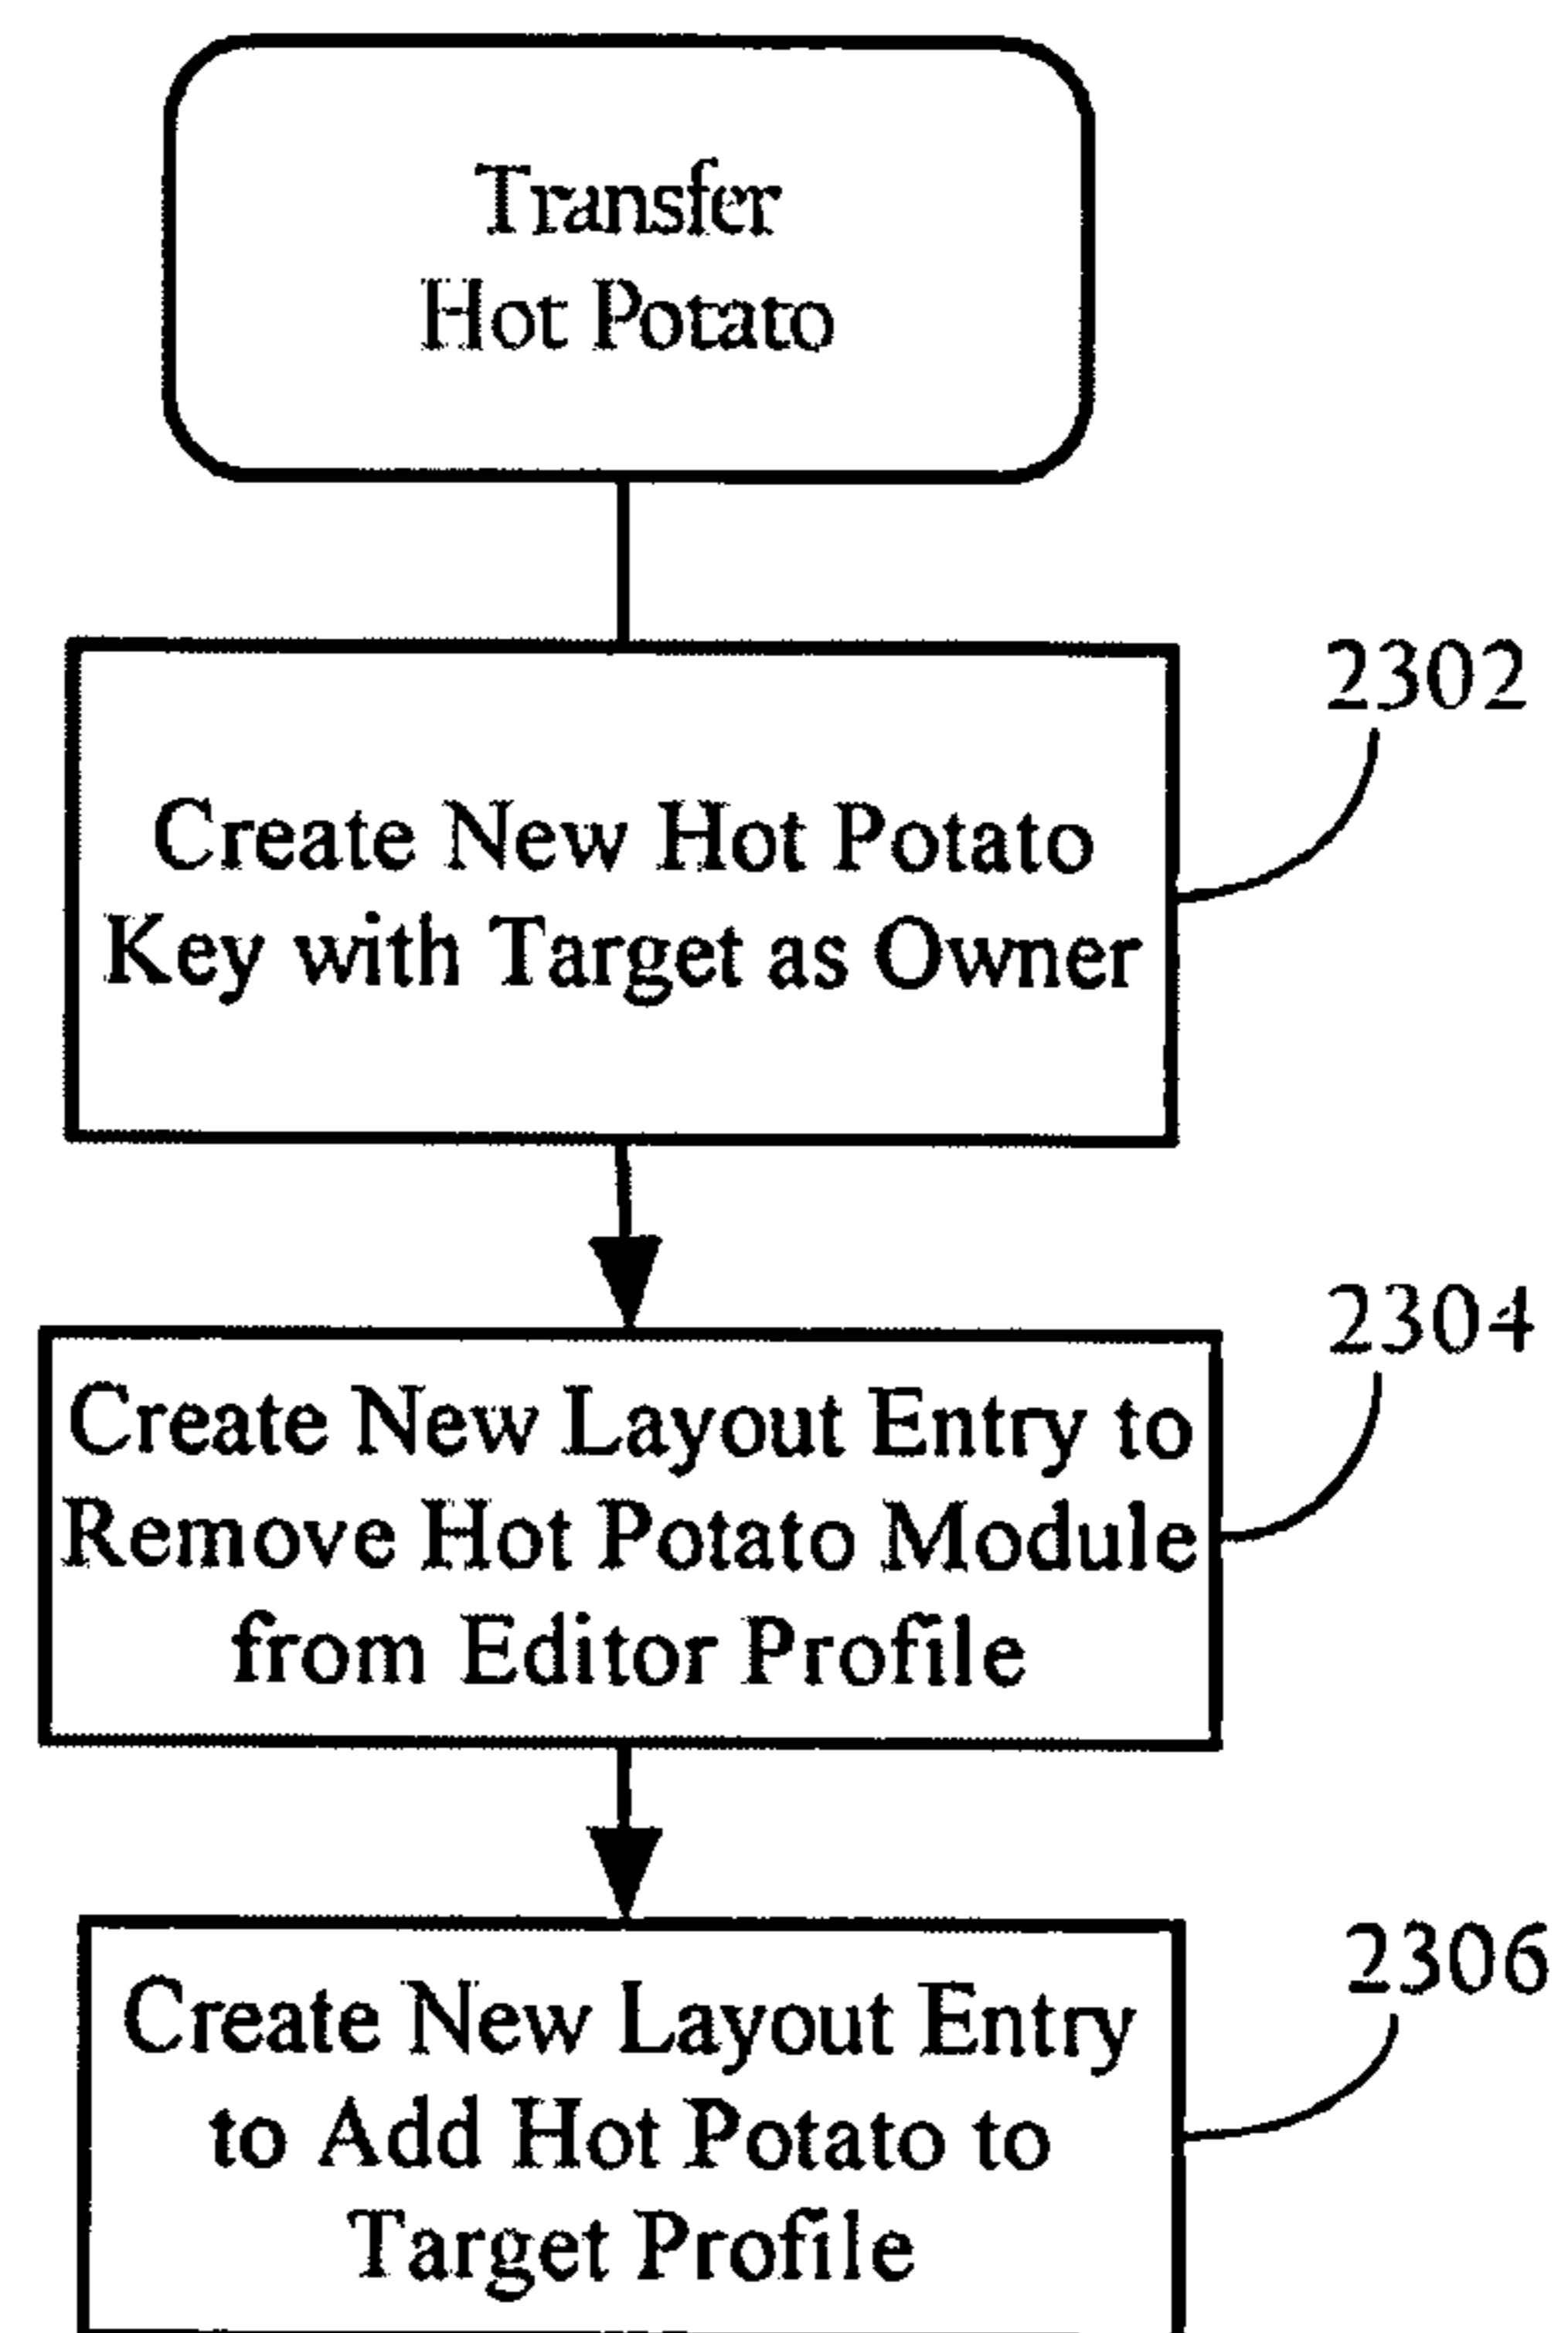 Transfer
Hot Potato
2302
Create New Hot Potato
Key with Target as Owner
2304
Create New Layout Entry to
Remove Hot Potato Module
from Editor Profile
2306
Create New Layout Entry
to Add Hot Potato to
Target Profile